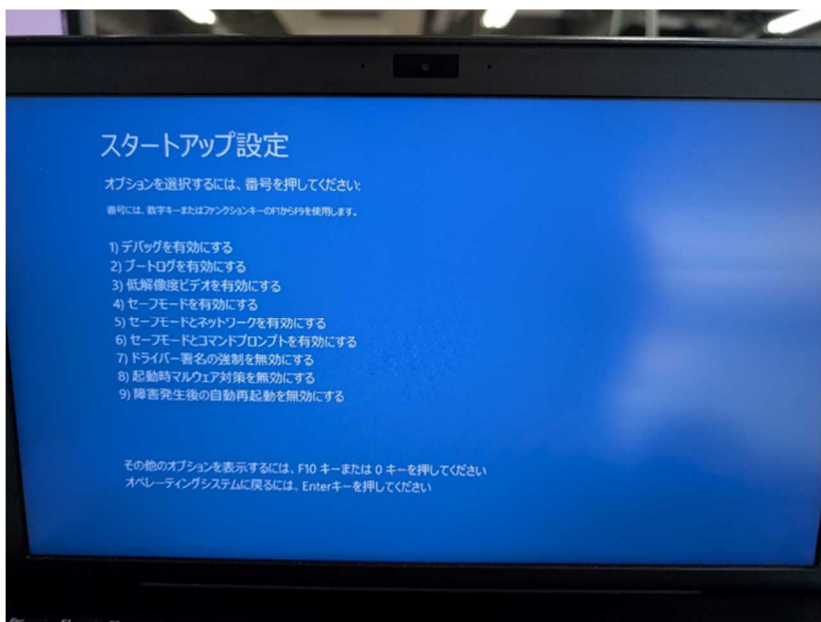 スタートアップ設定
オプションを選択するには、番号を押してください:
番号には、数字キーまたはファンクションキーのF1からF9を使用します。
1) デバッグを有効にする
2) ブートログを有効にする
3) 低解像度ビデオを有効にする
4) セーフモードを有効にする
5) セーフモードとネットワークを有効にする
6) セーフモードとコマンドプロンプトを有効にする
7) ドライバー署名の強制を無効にする
8) 起動時マルウェア対策を無効にする
9) 障害発生後の自動再起動を無効にする
その他のオプションを表示するには、F10 キーまたは 0 キーを押してください
オペレーティングシステムに戻るには、Enterキーを押してください